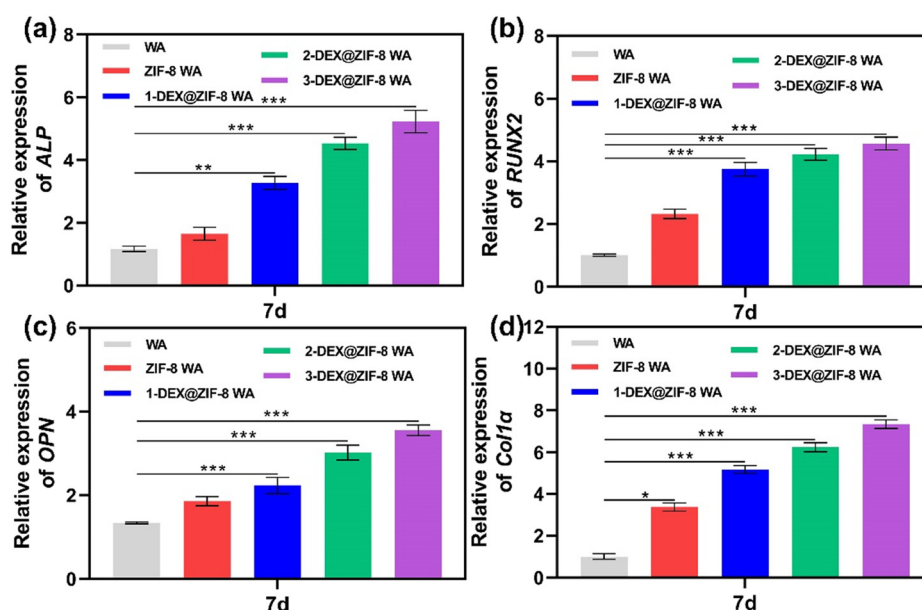 (a)
Relative expression
of ALP
8
6
4
2
0
WA
ZIF-8 WA
1-DEX@ZIF-8 WA
2-DEX@ZIF-8 WA
3-DEX@ZIF-8 WA
***
***
**
7d
(b)
Relative expression
of RUNX2
8
6
4
2
0
WA
ZIF-8 WA
1-DEX@ZIF-8 WA
2-DEX@ZIF-8 WA
3-DEX@ZIF-8 WA
***
***
***
7d
(c)
Relative expression
of OPN
6
4
2
0
WA
ZIF-8 WA
1-DEX@ZIF-8 WA
2-DEX@ZIF-8 WA
3-DEX@ZIF-8 WA
***
***
***
7d
(d)
Relative expression
of Col1α
12
10
8
6
4
2
0
WA
ZIF-8 WA
1-DEX@ZIF-8 WA
2-DEX@ZIF-8 WA
3-DEX@ZIF-8 WA
***
***
***
*
7d